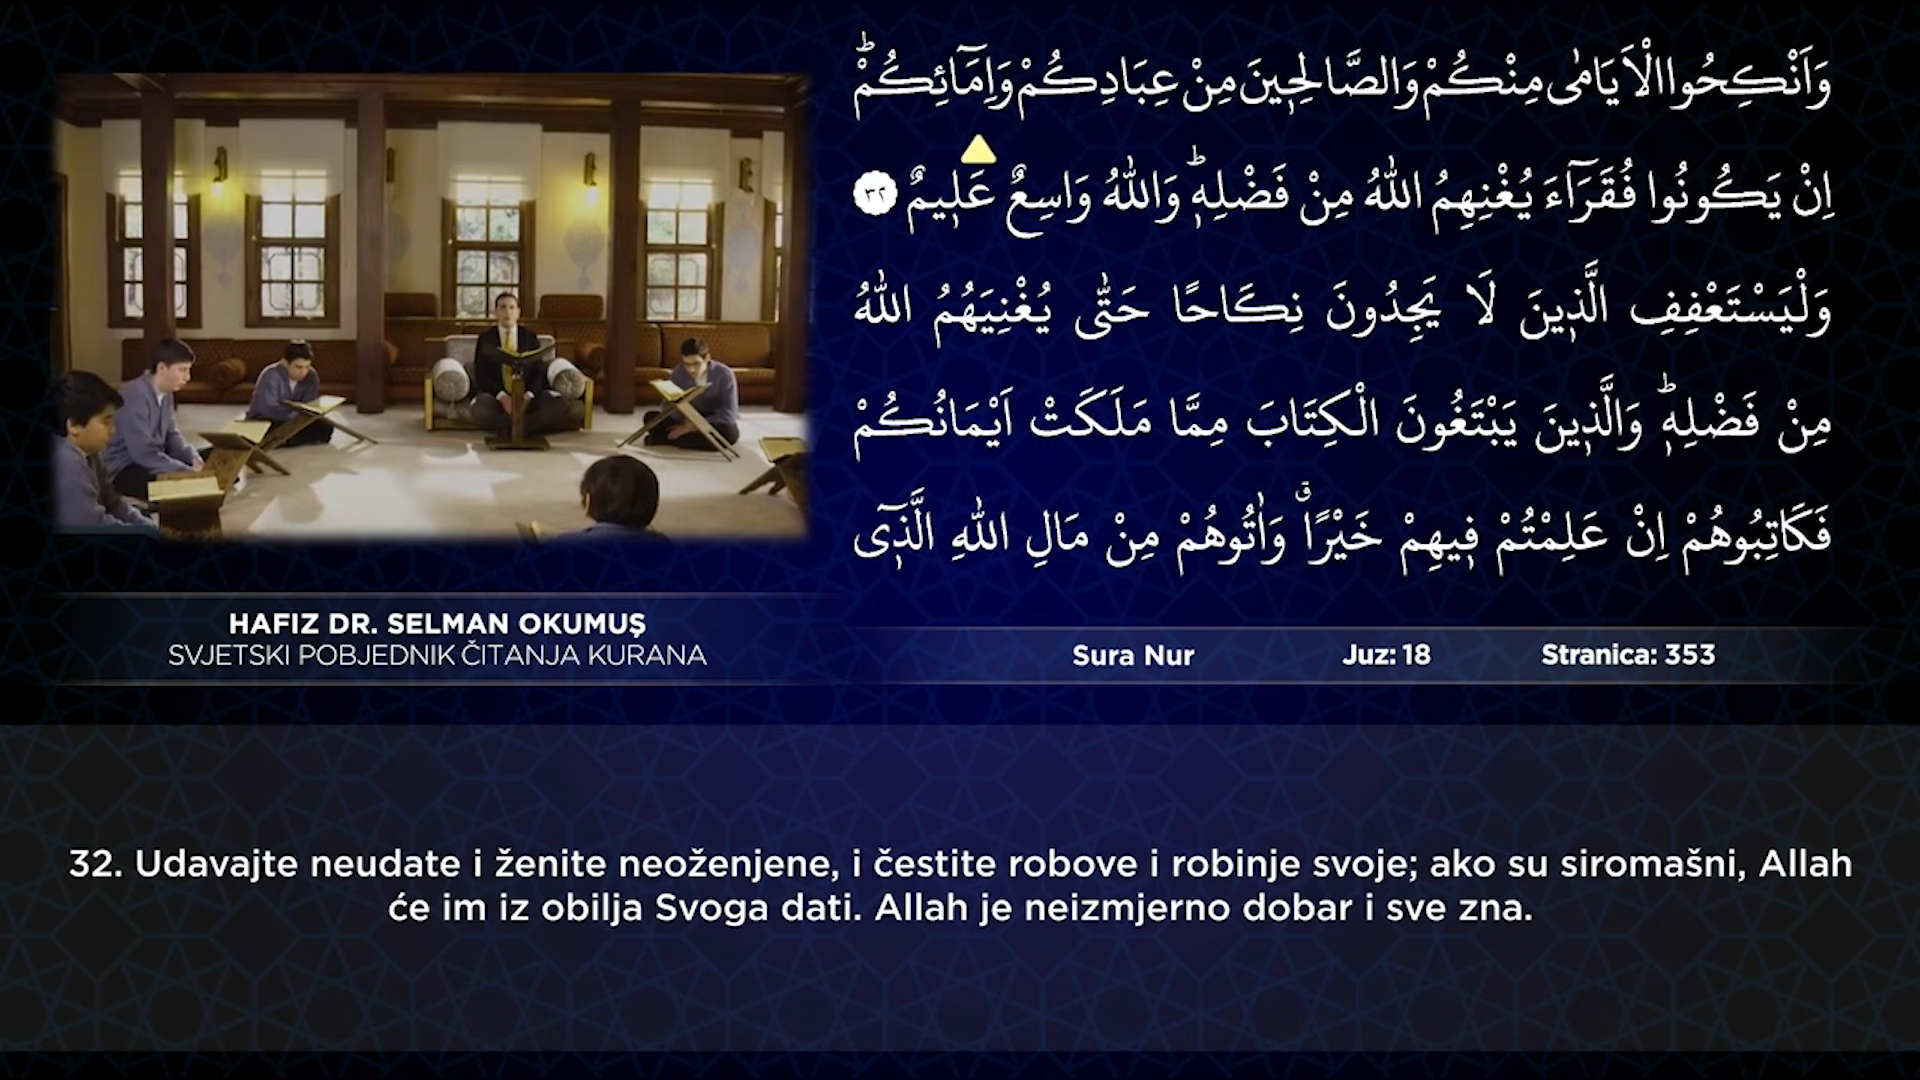 وَاَنْكِحُوا الْاَيَامٰى مِنْكُمْ وَالصَّالِحٖينَ مِنْ عِبَادِكُمْ وَاِمَٓائِكُمْؕ
اِنْ يَكُونُوا فُقَرَٓاءَ يُغْنِهِمُ اللّٰهُ مِنْ فَضْلِهٖؕ وَاللّٰهُ وَاسِعٌ عَلٖيمٌ ٣٢
وَلْيَسْتَعْفِفِ الَّذٖينَ لَا يَجِدُونَ نِكَاحًا حَتّٰى يُغْنِيَهُمُ اللّٰهُ
مِنْ فَضْلِهٖؕ وَالَّذٖينَ يَبْتَغُونَ الْكِتَابَ مِمَّا مَلَكَتْ اَيْمَانُكُمْ
فَكَاتِبُوهُمْ اِنْ عَلِمْتُمْ فٖيهِمْ خَيْرًاۗ وَاٰتُوهُمْ مِنْ مَالِ اللّٰهِ الَّذٖٓى
HAFIZ DR. SELMAN OKUMUŞ
SVJETSKI POBJEDNIK ČITANJA KURANA
Sura Nur Juz: 18 Stranica: 353
32. Udavajte neudate i ženite neoženjene, i čestite robove i robinje svoje; ako su siromašni, Allah
će im iz obilja Svoga dati. Allah je neizmjerno dobar i sve zna.